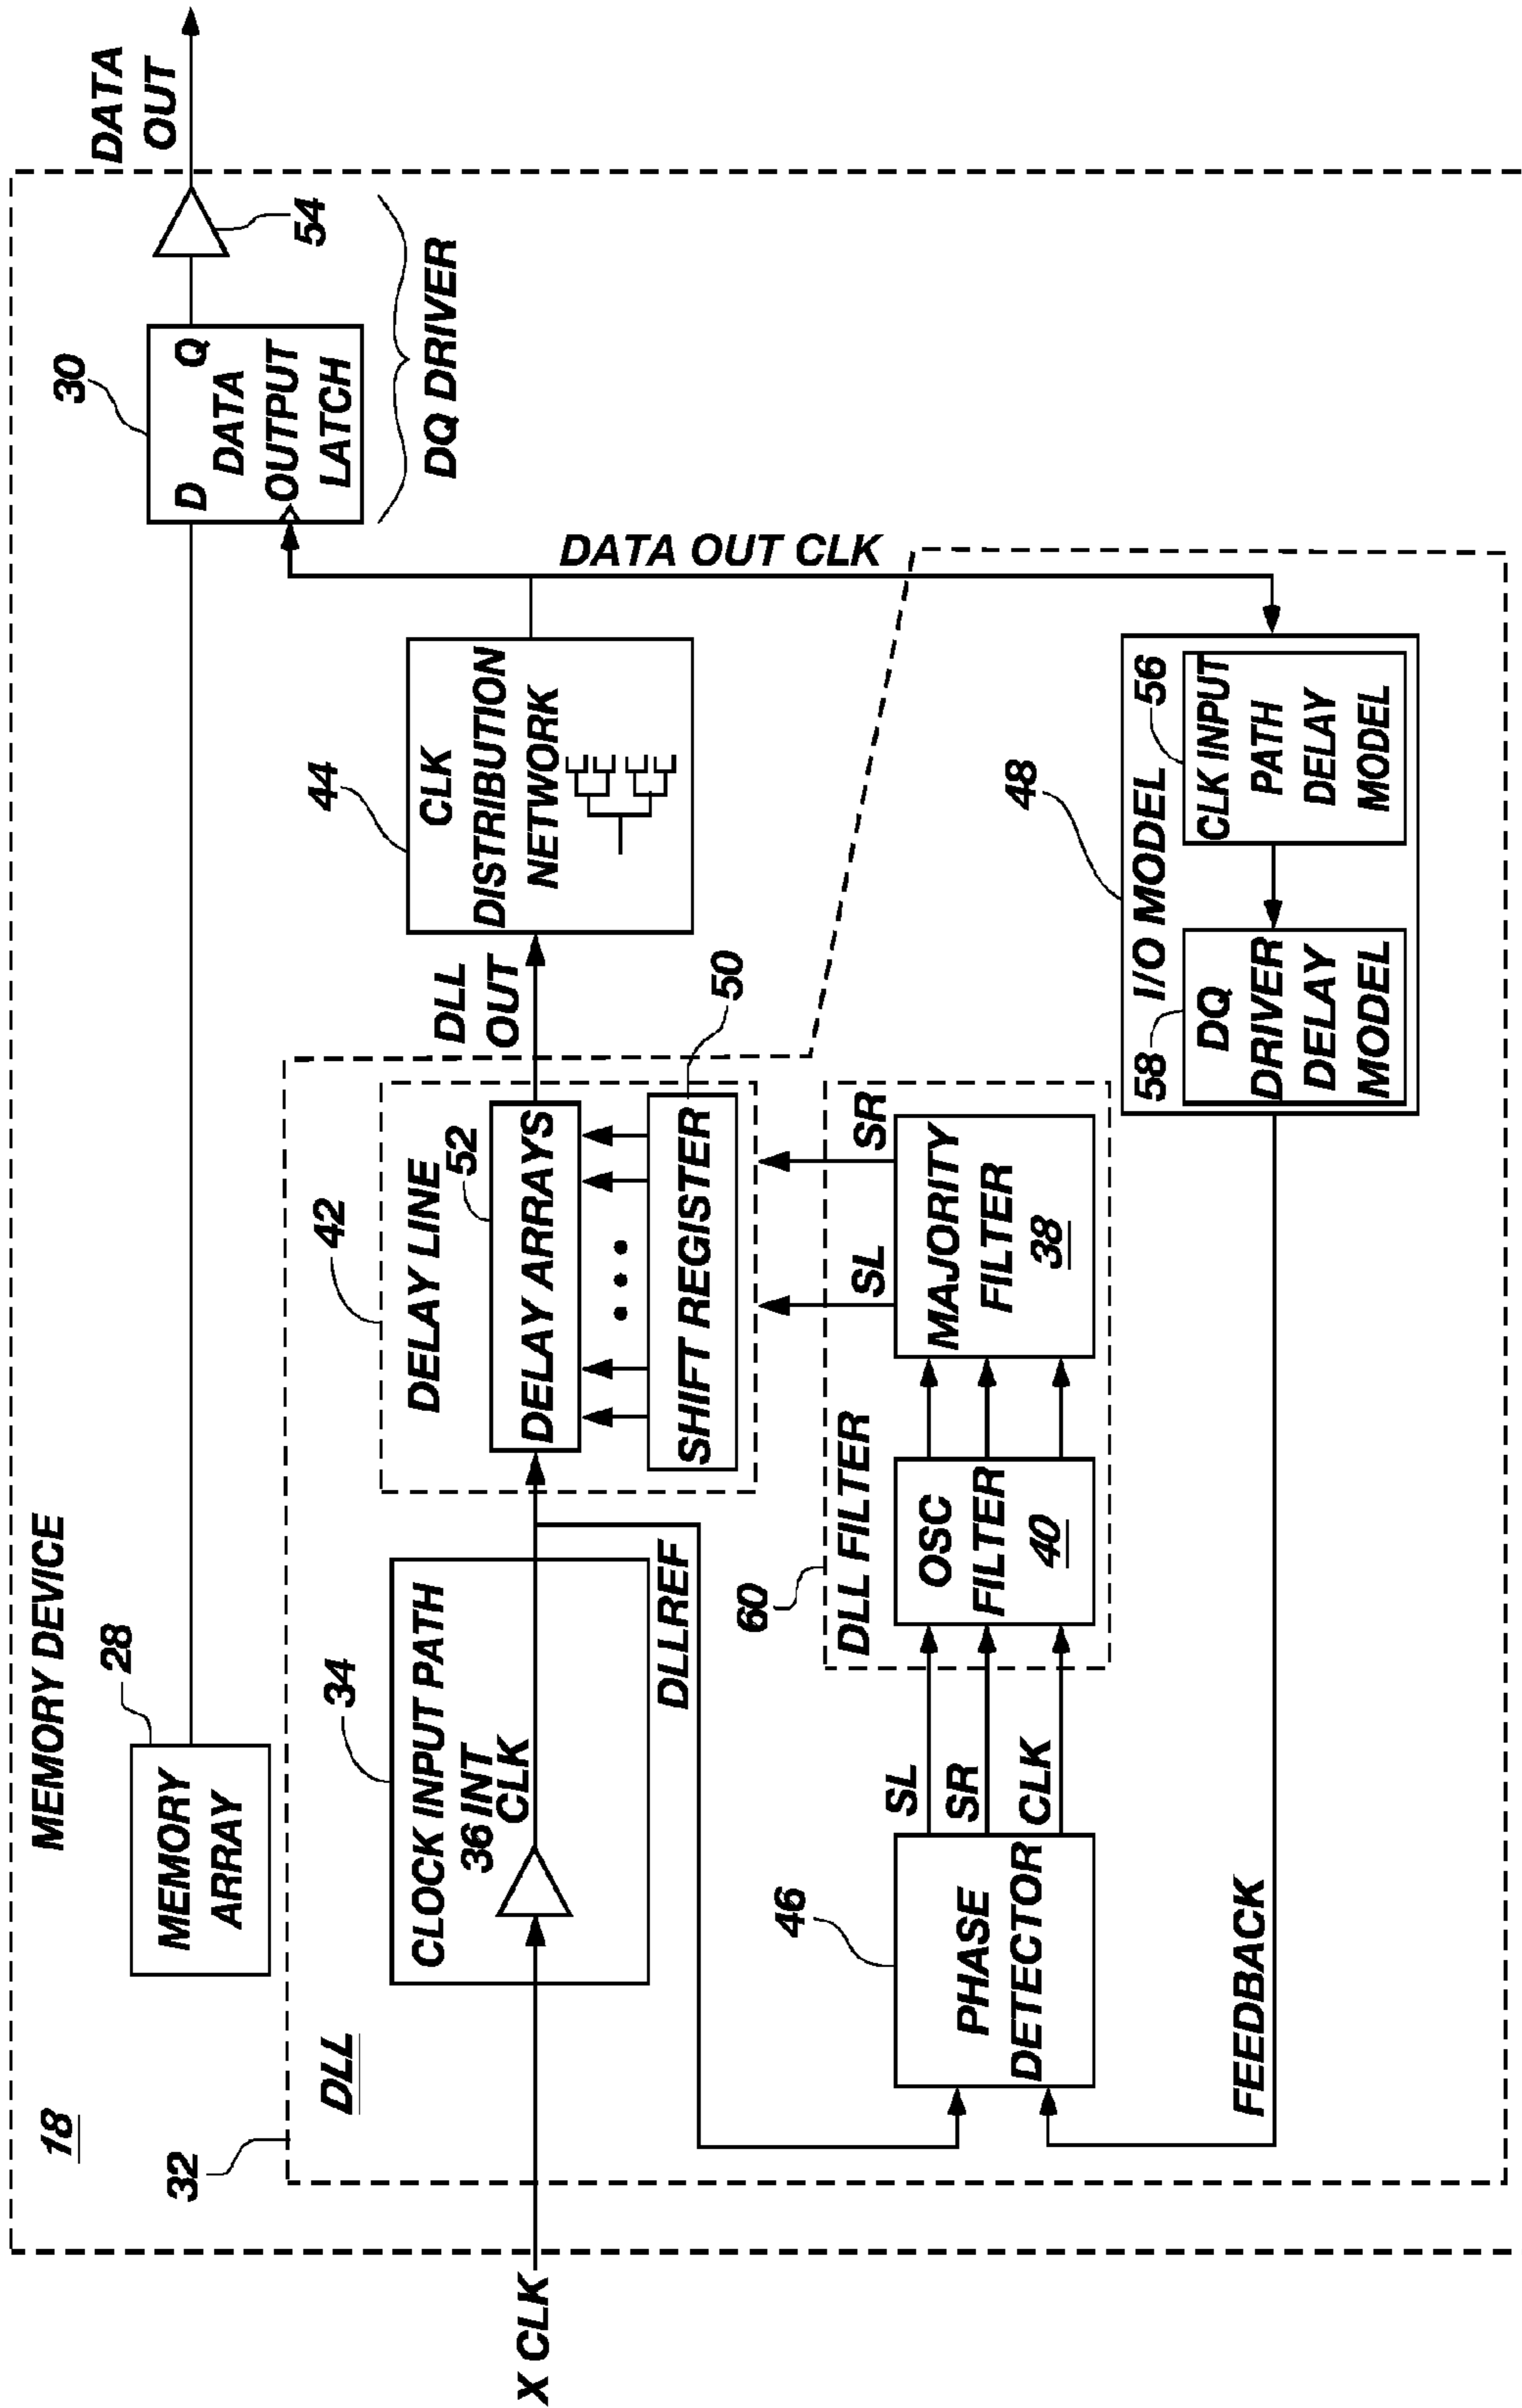 18
MEMORY DEVICE
28
MEMORY
ARRAY
30
D Q
DATA
OUTPUT
LATCH
54
DATA
OUT
DQ DRIVER
32
DLL
X CLK
34
CLOCK INPUT PATH
36 INT
CLK
DLLREF
42
DELAY LINE
52
DELAY ARRAYS
SHIFT REGISTER
50
DLL
OUT
44
CLK
DISTRIBUTION
NETWORK
DATA OUT CLK
46
PHASE
DETECTOR
SL
SR
CLK
60
DLL FILTER
OSC
FILTER
40
MAJORITY
FILTER
38
SL
SR
48
I/O MODEL
58
DQ
DRIVER
DELAY
MODEL
56
CLK INPUT
PATH
DELAY
MODEL
FEEDBACK